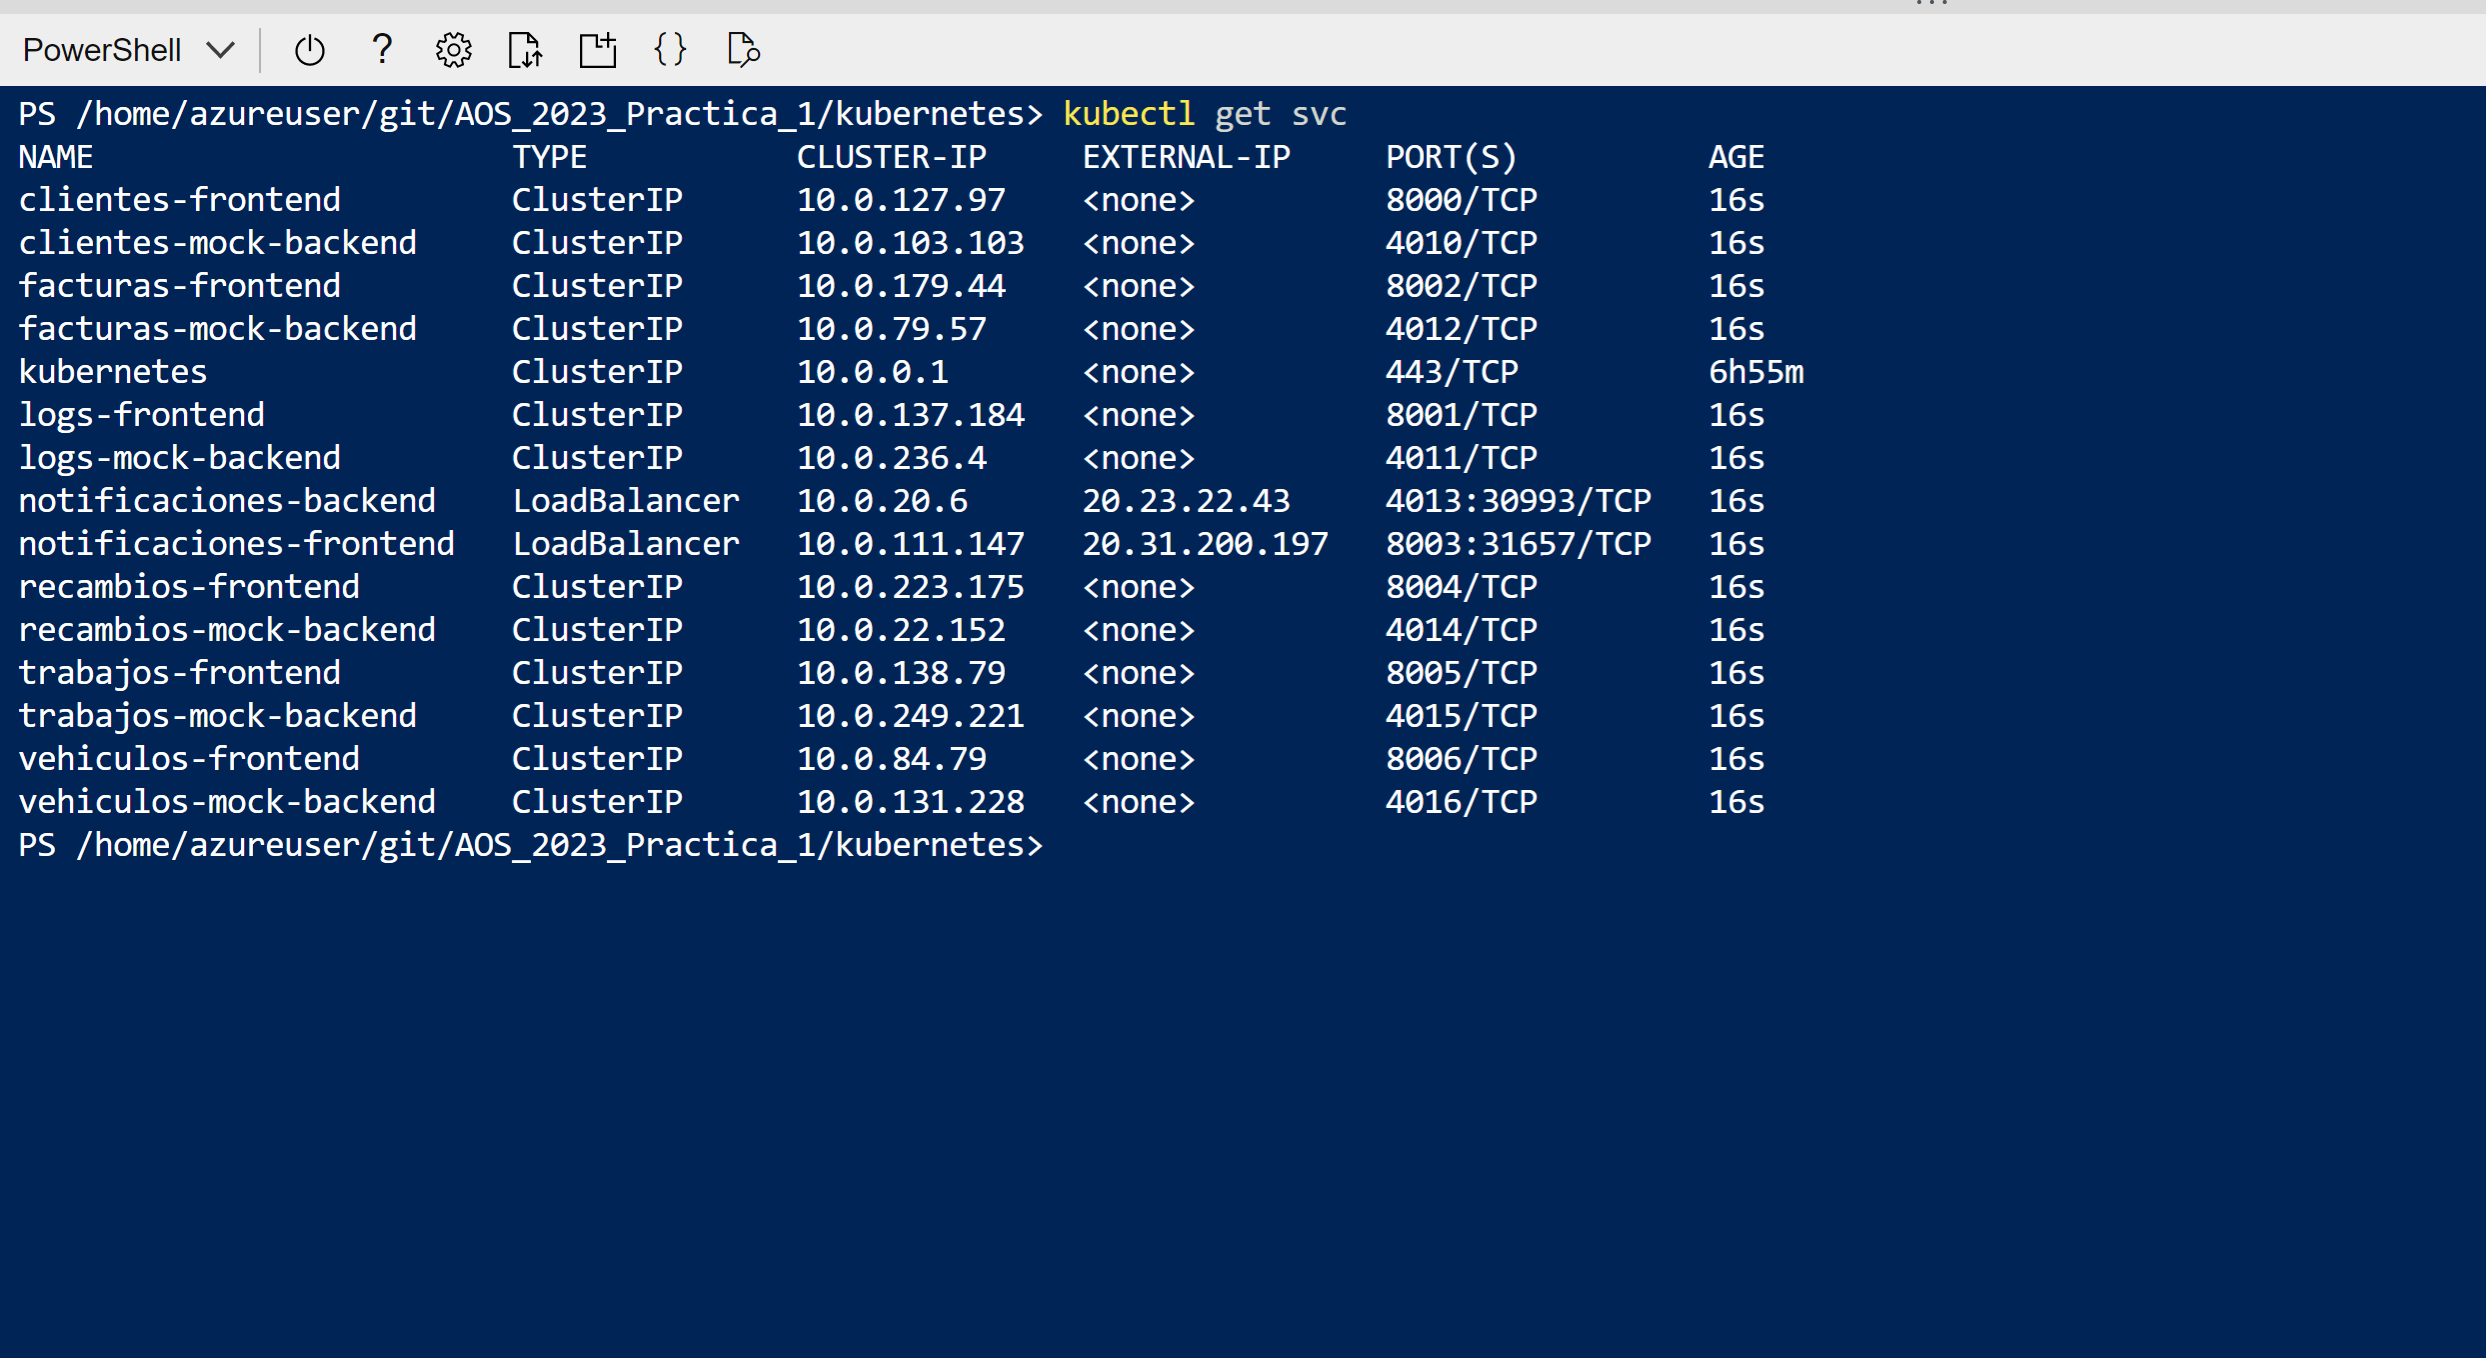 PowerShell
PS /home/azureuser/git/AOS_2023_Practica_1/kubernetes> kubectl get svc
NAME TYPE CLUSTER-IP EXTERNAL-IP PORT(S) AGE
clientes-frontend ClusterIP 10.0.127.97 <none> 8000/TCP 16s
clientes-mock-backend ClusterIP 10.0.103.103 <none> 4010/TCP 16s
facturas-frontend ClusterIP 10.0.179.44 <none> 8002/TCP 16s
facturas-mock-backend ClusterIP 10.0.79.57 <none> 4012/TCP 16s
kubernetes ClusterIP 10.0.0.1 <none> 443/TCP 6h55m
logs-frontend ClusterIP 10.0.137.184 <none> 8001/TCP 16s
logs-mock-backend ClusterIP 10.0.236.4 <none> 4011/TCP 16s
notificaciones-backend LoadBalancer 10.0.20.6 20.23.22.43 4013:30993/TCP 16s
notificaciones-frontend LoadBalancer 10.0.111.147 20.31.200.197 8003:31657/TCP 16s
recambios-frontend ClusterIP 10.0.223.175 <none> 8004/TCP 16s
recambios-mock-backend ClusterIP 10.0.22.152 <none> 4014/TCP 16s
trabajos-frontend ClusterIP 10.0.138.79 <none> 8005/TCP 16s
trabajos-mock-backend ClusterIP 10.0.249.221 <none> 4015/TCP 16s
vehiculos-frontend ClusterIP 10.0.84.79 <none> 8006/TCP 16s
vehiculos-mock-backend ClusterIP 10.0.131.228 <none> 4016/TCP 16s
PS /home/azureuser/git/AOS_2023_Practica_1/kubernetes>